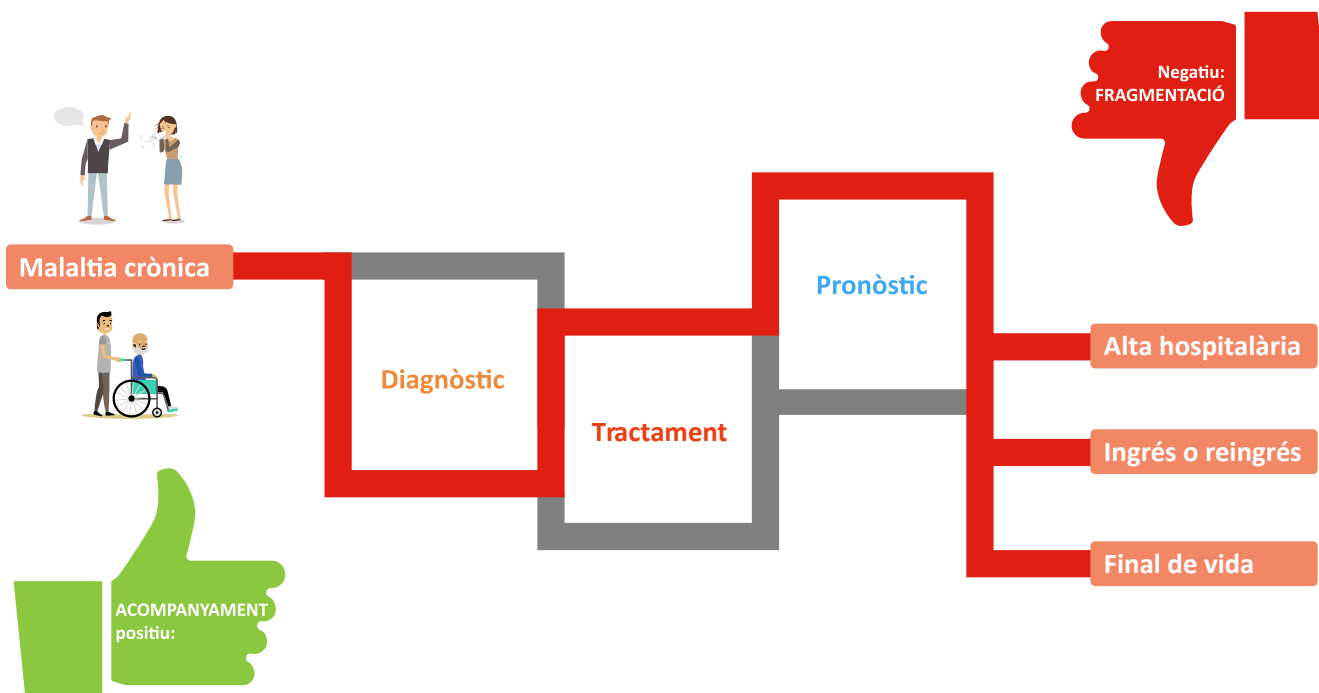 Negatiu:
FRAGMENTACIÓ
Malaltia crònica
Pronòstic
Diagnòstic
Tractament
Alta hospitalària
Ingrés o reingrés
Final de vida
ACOMPANYAMENT
positiu: